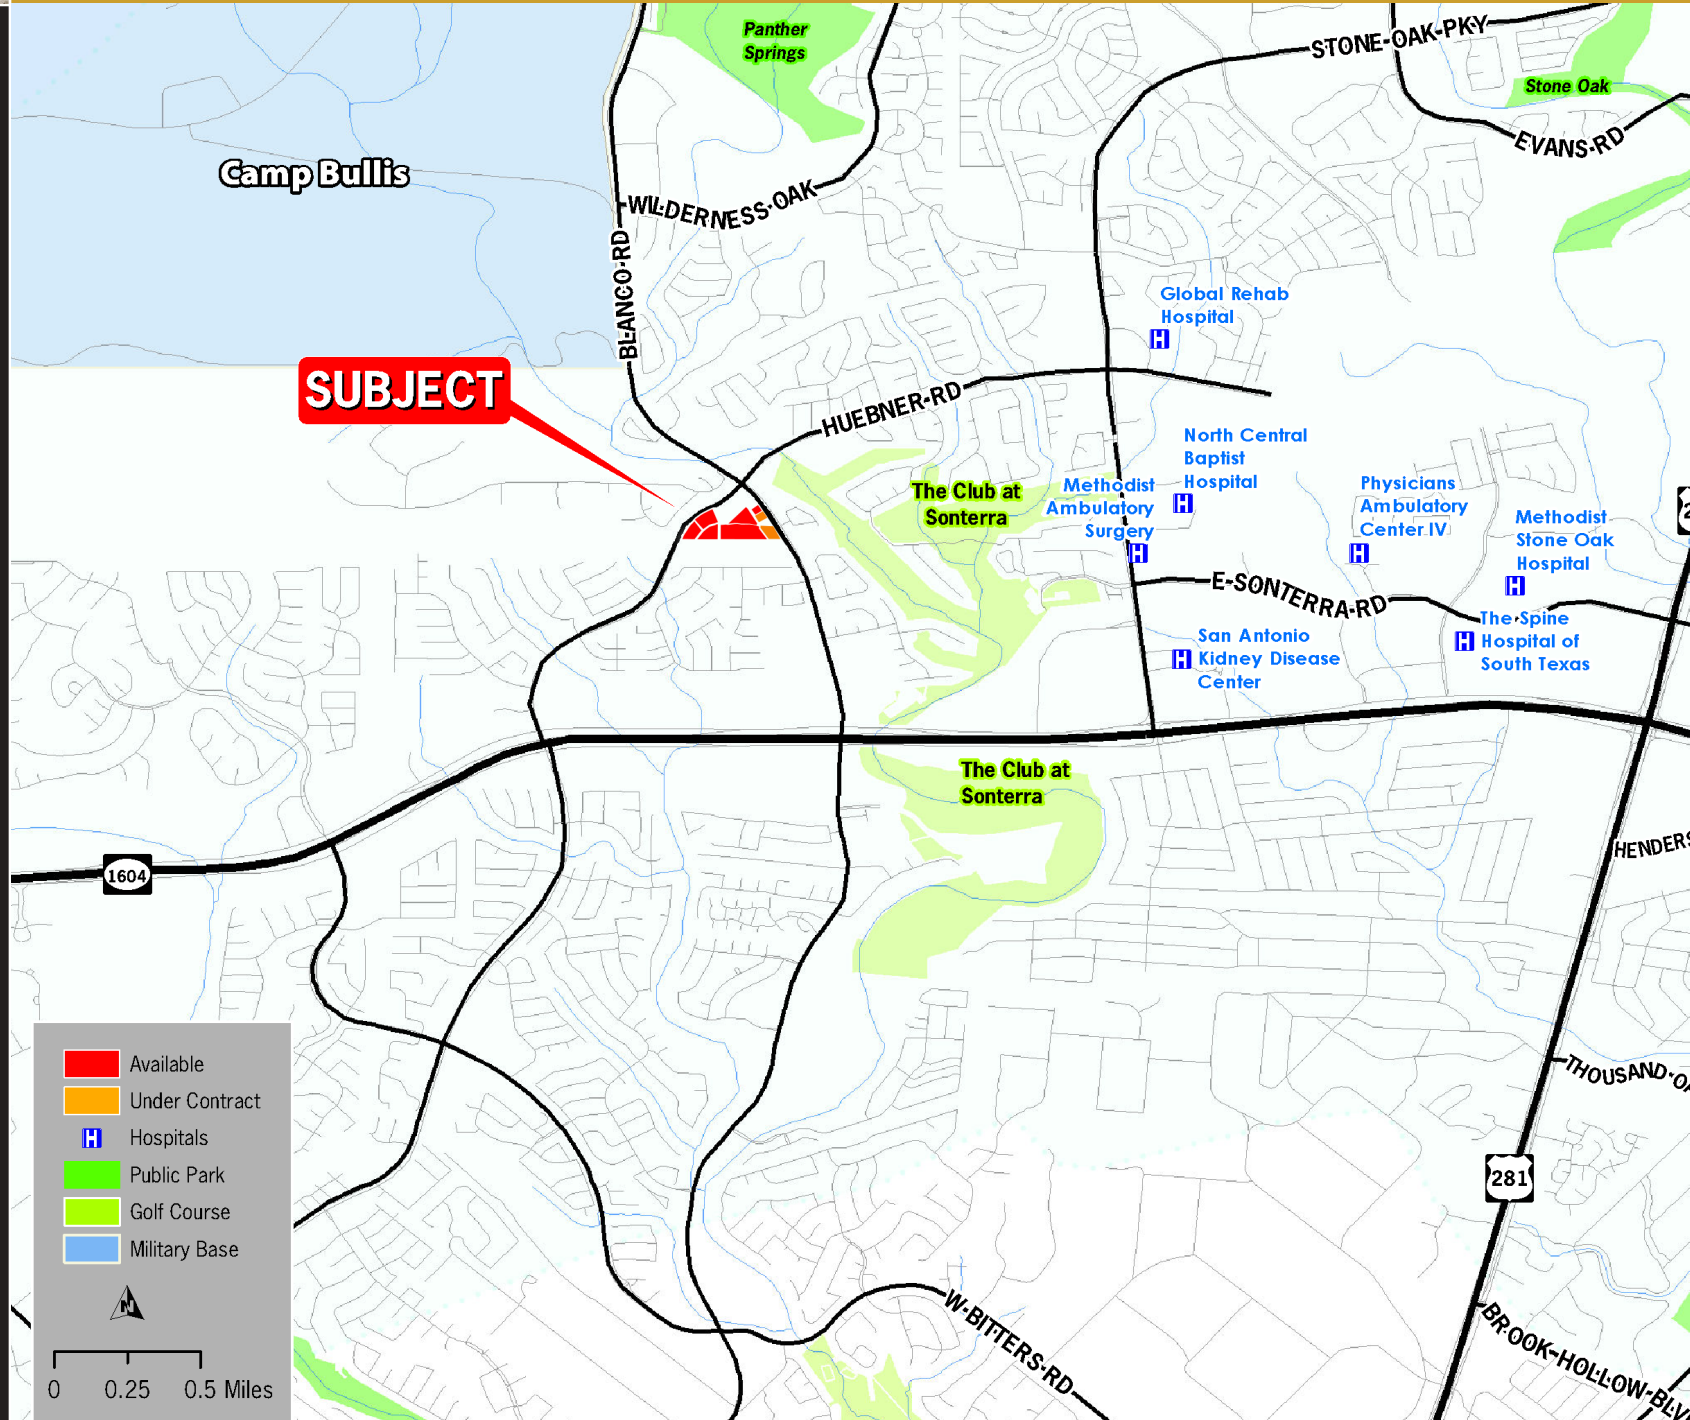 Panther
Springs
STONE-OAK-PKY
Stone Oak
EVANS-RD
Camp Bullis
WILDERNESS-OAK
BLANCO-RD
Global Rehab
Hospital
SUBJECT
HUEBNER-RD
North Central
Baptist
Hospital
The Club at
Sonterra
Methodist
Ambulatory
Surgery
Physicians
Ambulatory
Center IV
Methodist
Stone Oak
Hospital
H
H
H
H
H
H
H
2
E-SONTERRA-RD
The Spine
Hospital of
South Texas
San Antonio
Kidney Disease
Center
The Club at
Sonterra
HENDERS
1604
THOUSAND-OA
281
W-BITTERS-RD
BROOK-HOLLOW-BLV
Available
Under Contract
H Hospitals
Public Park
Golf Course
Military Base
N
0 0.25 0.5 Miles